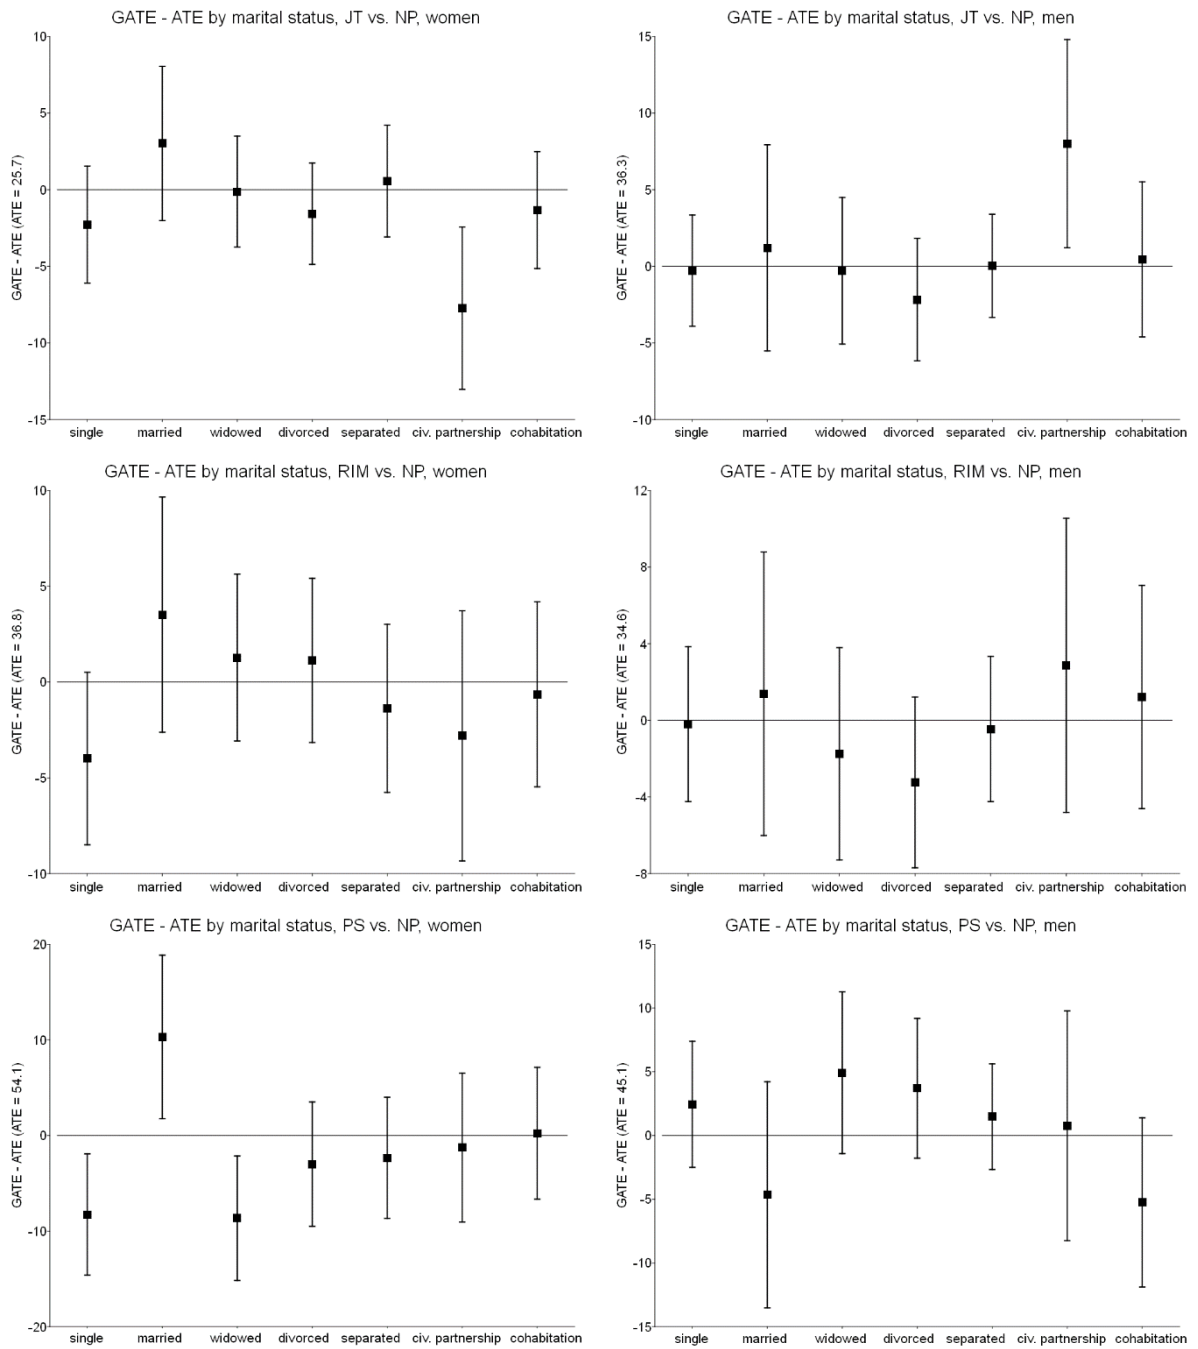 GATE - ATE by marital status, JT vs. NP, women
10
5
0
-5
-10
-15
GATE - ATE (ATE = 25.7)
single married widowed divorced separated civ. partnership cohabitation
GATE - ATE by marital status, JT vs. NP, men
15
10
5
0
-5
-10
GATE - ATE (ATE = 36.3)
single married widowed divorced separated civ. partnership cohabitation
GATE - ATE by marital status, RIM vs. NP, women
10
5
0
-5
-10
GATE - ATE (ATE = 36.8)
single married widowed divorced separated civ. partnership cohabitation
GATE - ATE by marital status, RIM vs. NP, men
12
8
4
0
-4
-8
GATE - ATE (ATE = 34.6)
single married widowed divorced separated civ. partnership cohabitation
GATE - ATE by marital status, PS vs. NP, women
20
10
0
-10
-20
GATE - ATE (ATE = 54.1)
single married widowed divorced separated civ. partnership cohabitation
GATE - ATE by marital status, PS vs. NP, men
15
10
5
0
-5
-10
-15
GATE - ATE (ATE = 45.1)
single married widowed divorced separated civ. partnership cohabitation